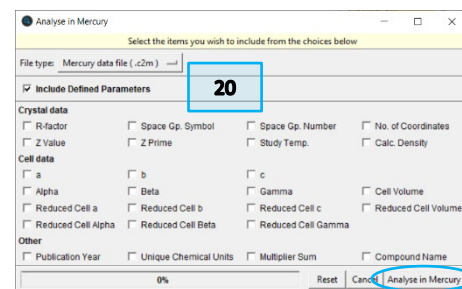 Analyse in Mercury
Select the items you wish to include from the choices below
File type: Mercury data file ( .c2m )
Include Defined Parameters
20
Crystal data
R-factor Space Gp. Symbol Space Gp. Number No. of Coordinates
Z Value Z Prime Study Temp. Calc. Density
Cell data
a b c
Alpha Beta Gamma Cell Volume
Reduced Cell a Reduced Cell b Reduced Cell c Reduced Cell Volume
Reduced Cell Alpha Reduced Cell Beta Reduced Cell Gamma
Other
Publication Year Unique Chemical Units Multiplier Sum Compound Name
0% Reset Cancel Analyse in Mercury